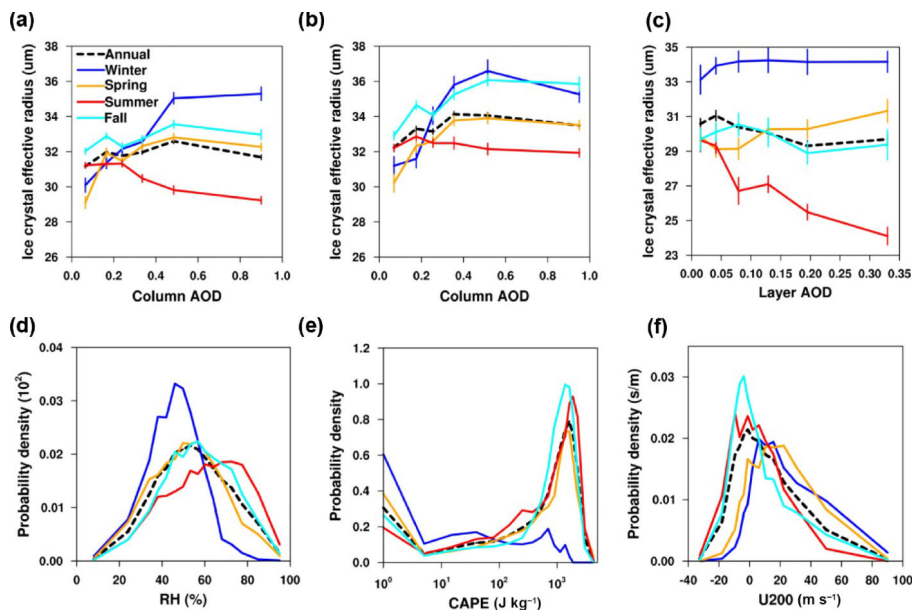 (a)
(b)
(c)
Ice crystal effective radius (um)
38
36
34
32
30
28
26
Annual
Winter
Spring
Summer
Fall
0.0 0.2 0.4 0.6 0.8 1.0
Column AOD
Ice crystal effective radius (um)
38
36
34
32
30
28
26
0.0 0.2 0.4 0.6 0.8 1.0
Column AOD
Ice crystal effective radius (um)
35
33
31
29
27
25
23
0.00 0.05 0.10 0.15 0.20 0.25 0.30 0.35
Layer AOD
(d)
(e)
(f)
Probability density (10²)
0.04
0.03
0.02
0.01
0.00
0 20 40 60 80 100
RH (%)
Probability density
1.2
1.0
0.8
0.6
0.4
0.2
0.0
10⁰ 10¹ 10² 10³
CAPE (J kg⁻¹)
Probability density (s/m)
0.03
0.02
0.01
0.00
-40 -20 0 20 40 60 80 100
U200 (m s⁻¹)